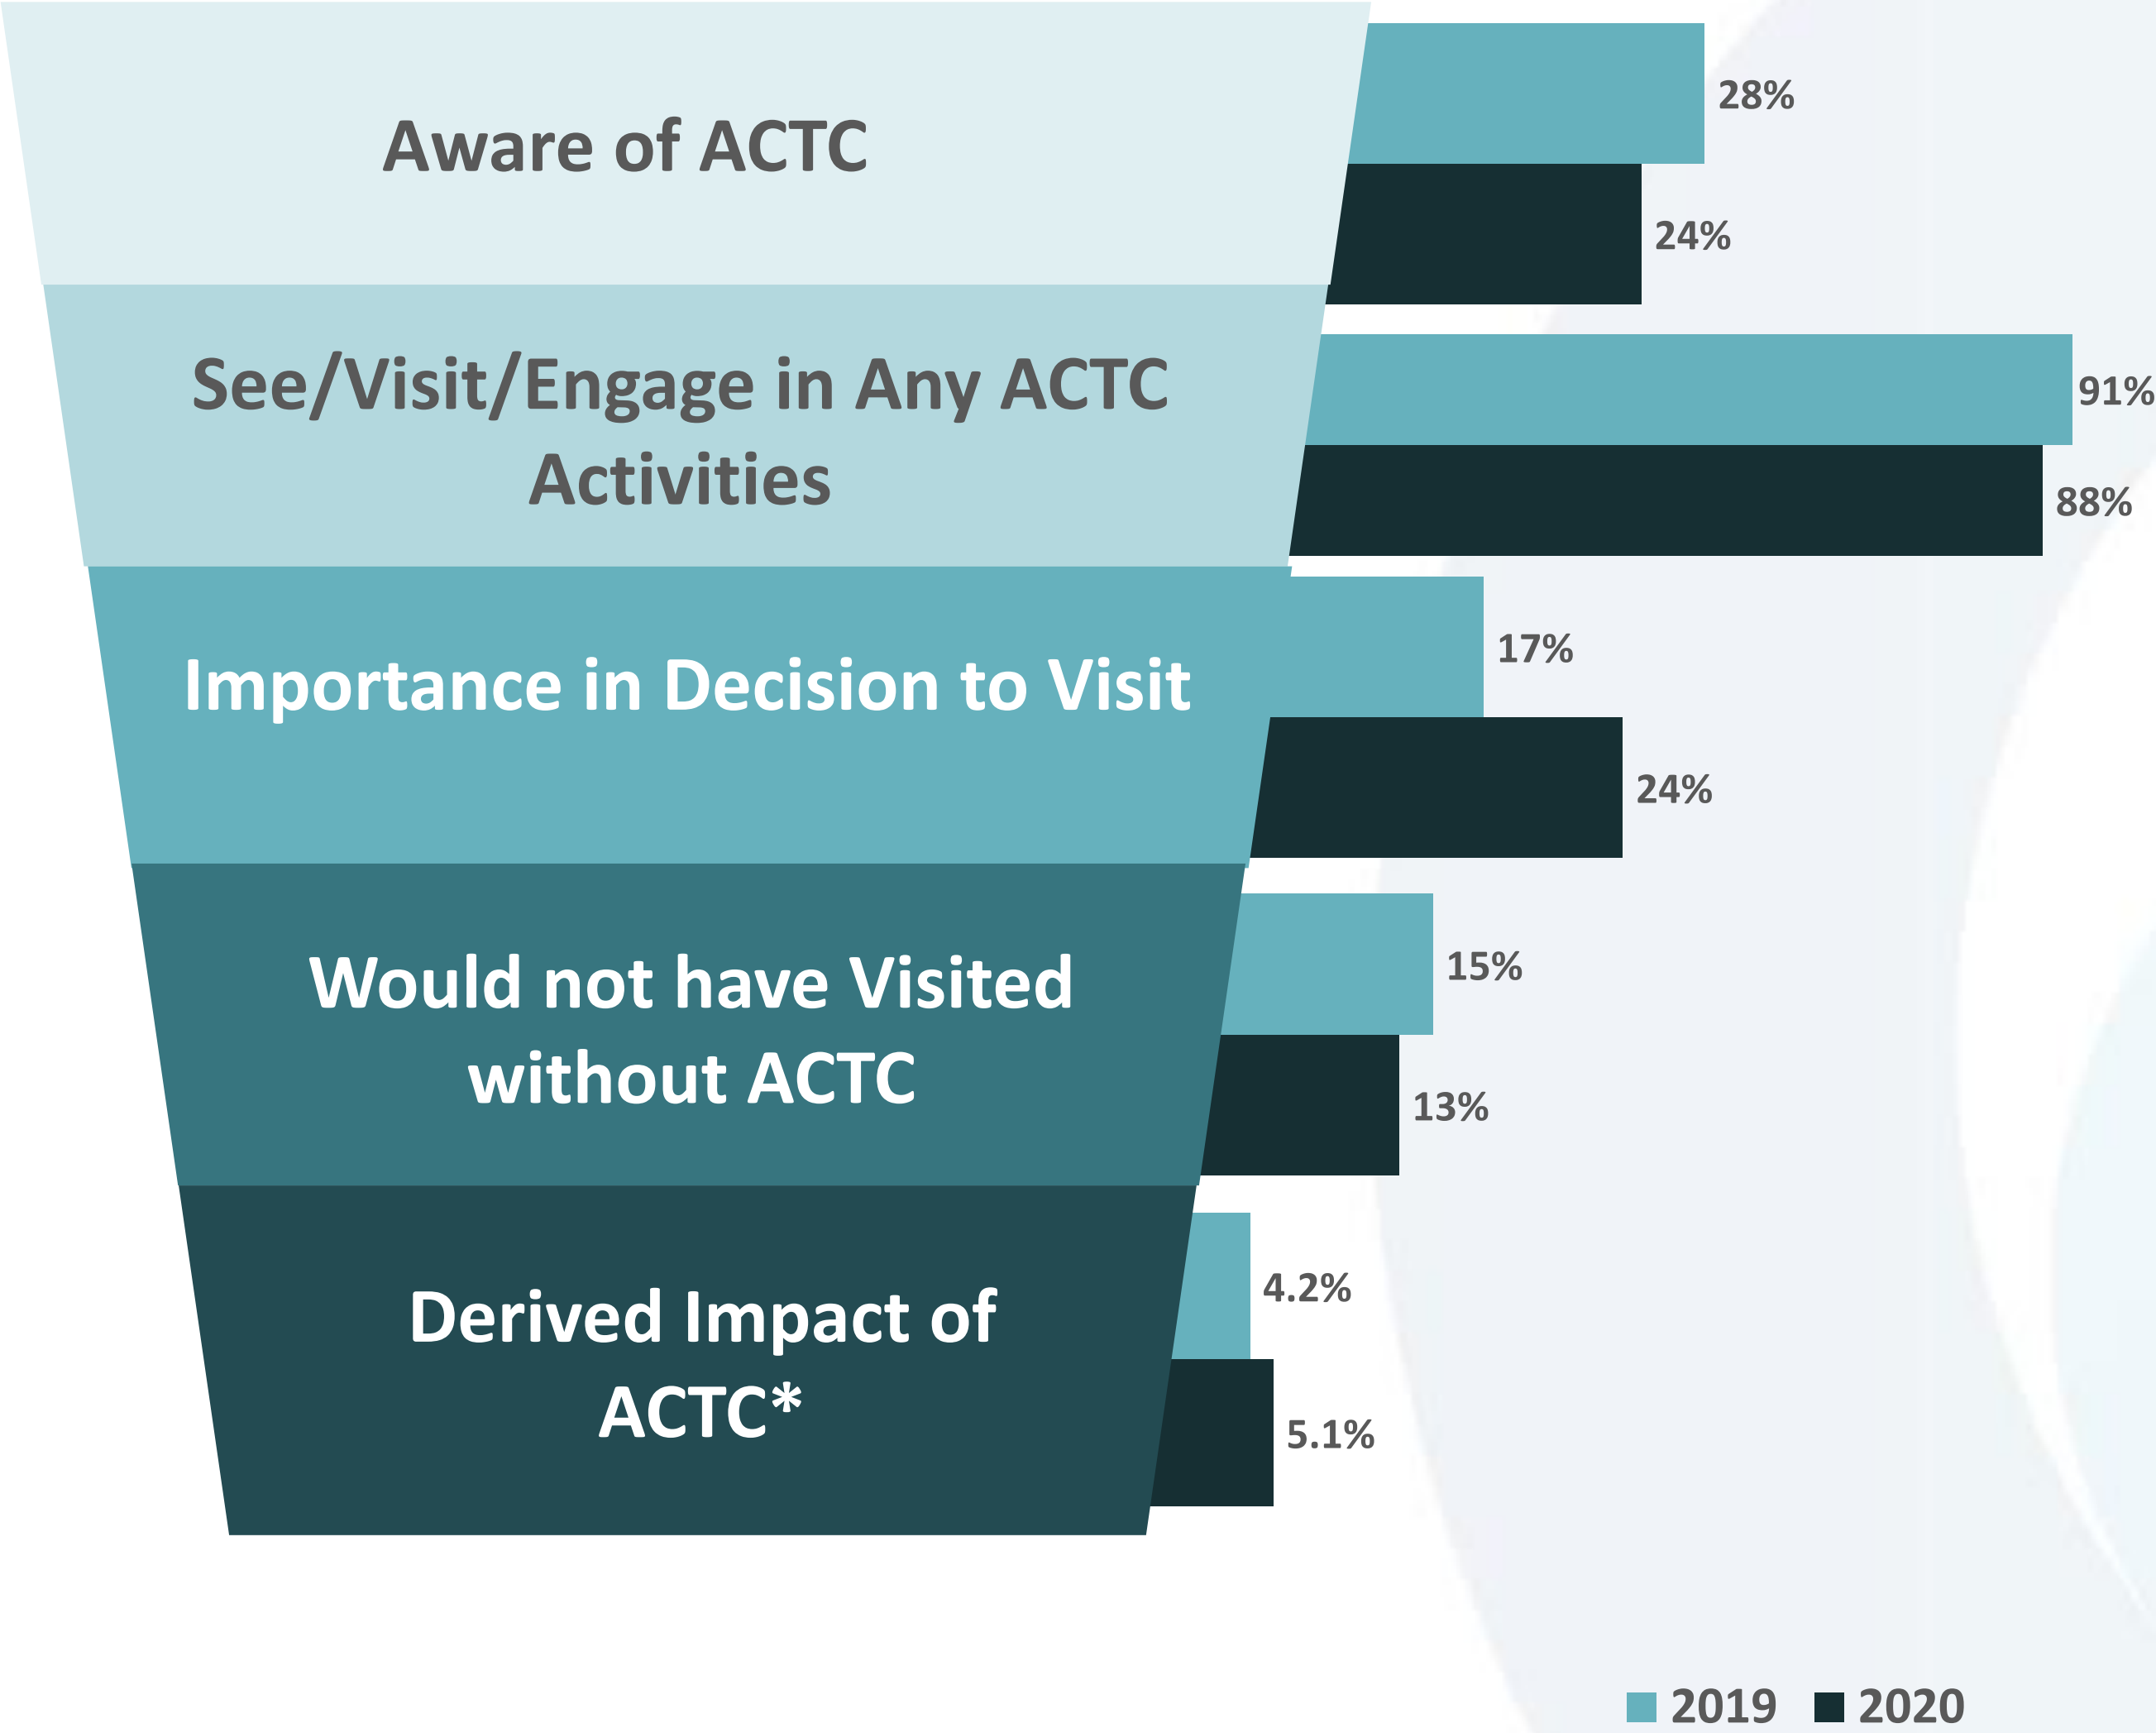 Aware of ACTC
28%
24%
See/Visit/Engage in Any ACTC
Activities
91%
88%
Importance in Decision to Visit
17%
24%
Would not have Visited
without ACTC
15%
13%
Derived Impact of
ACTC*
4.2%
5.1%
2019 2020